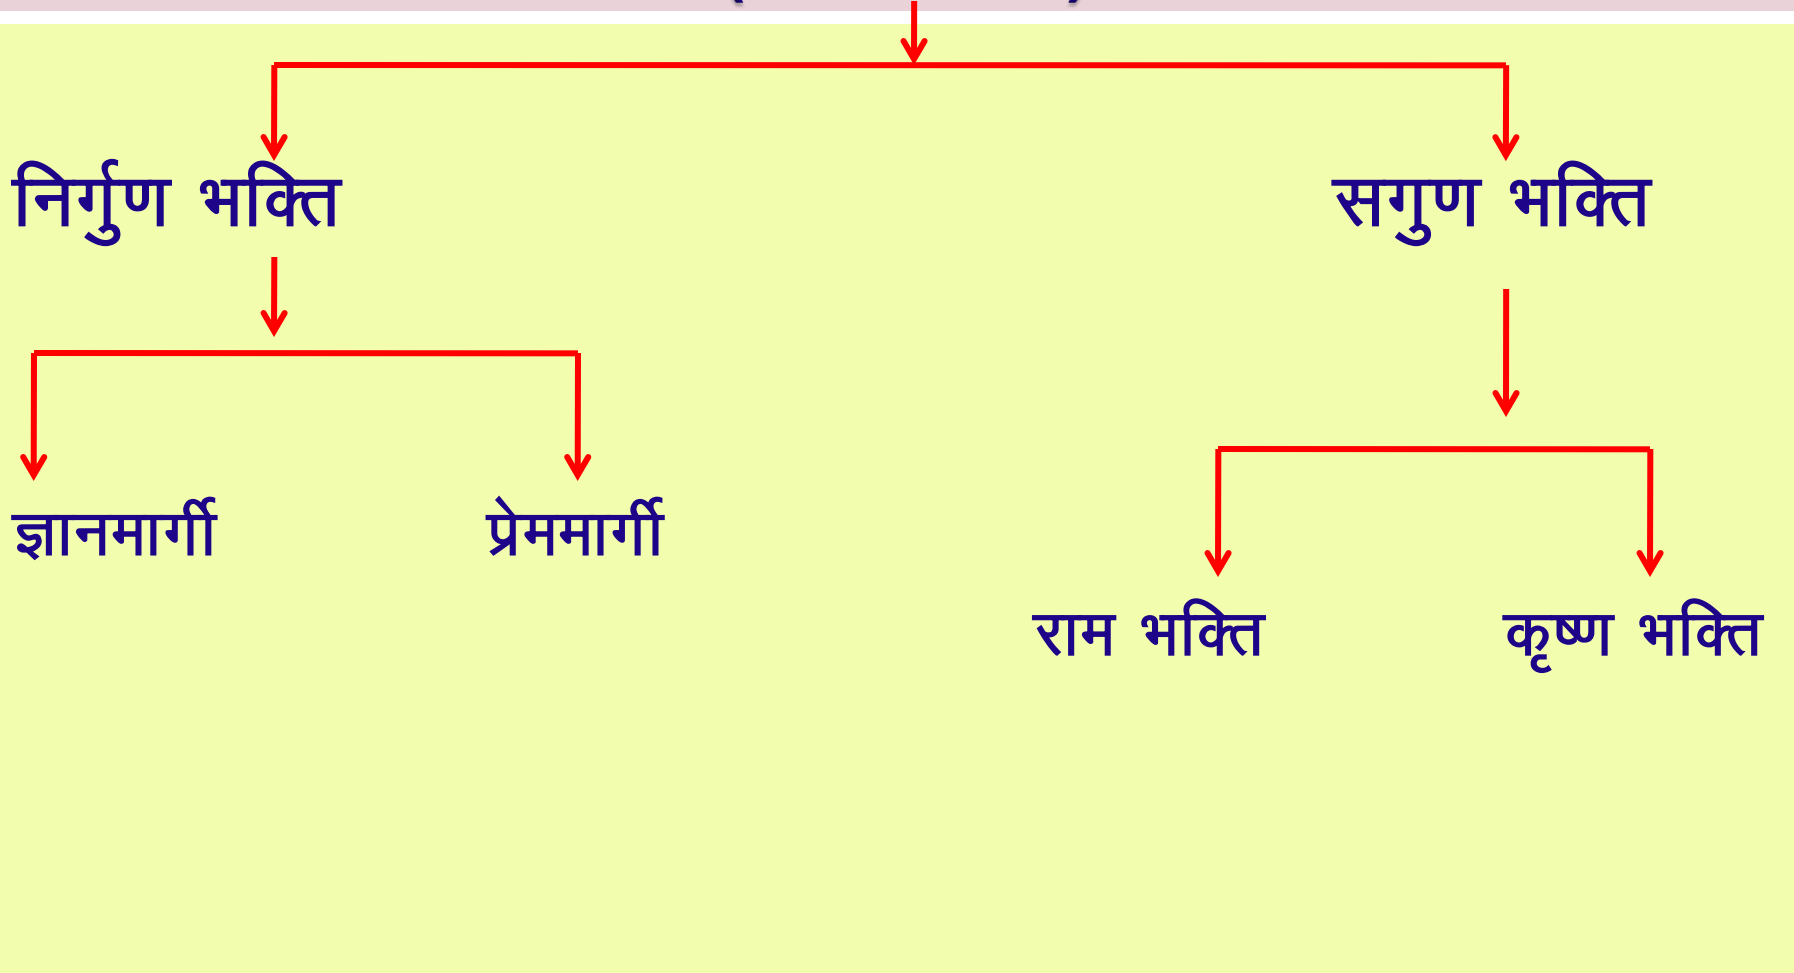 निर्गुण भक्ति सगुण भक्ति
ज्ञानमार्गी प्रेममार्गी
राम भक्ति कृष्ण भक्ति